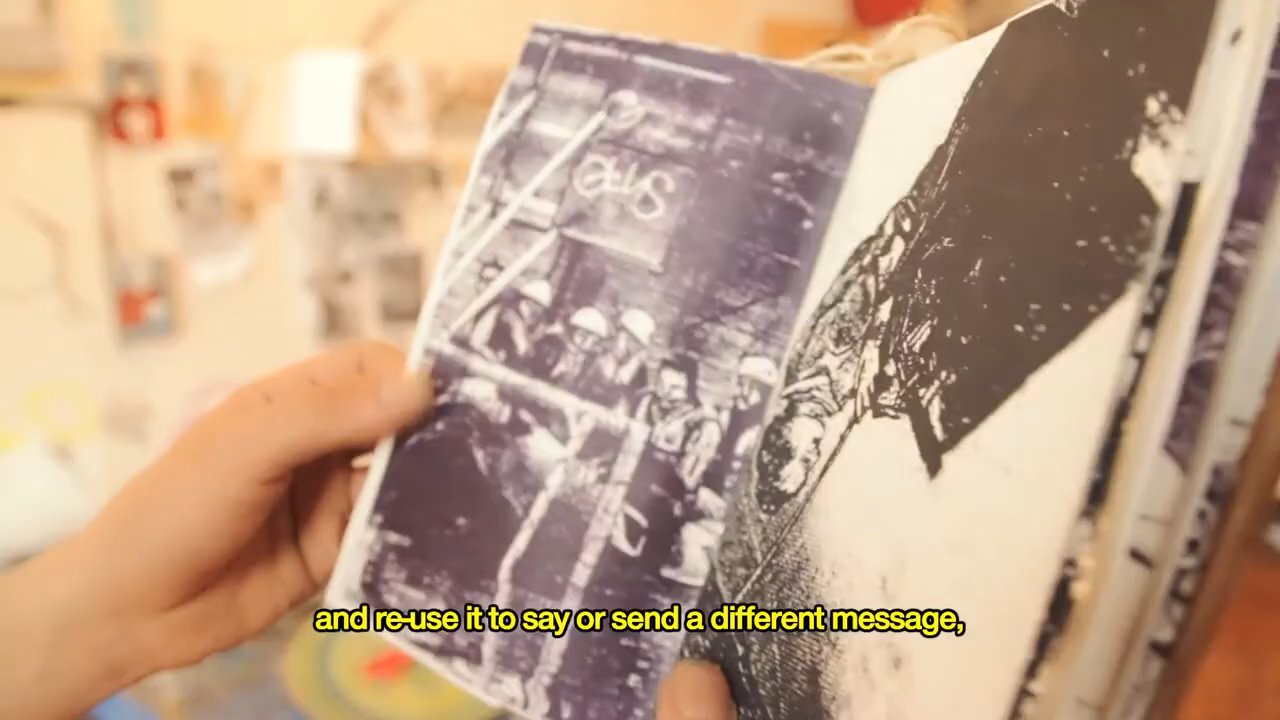 and re-use it to say or send a different message,